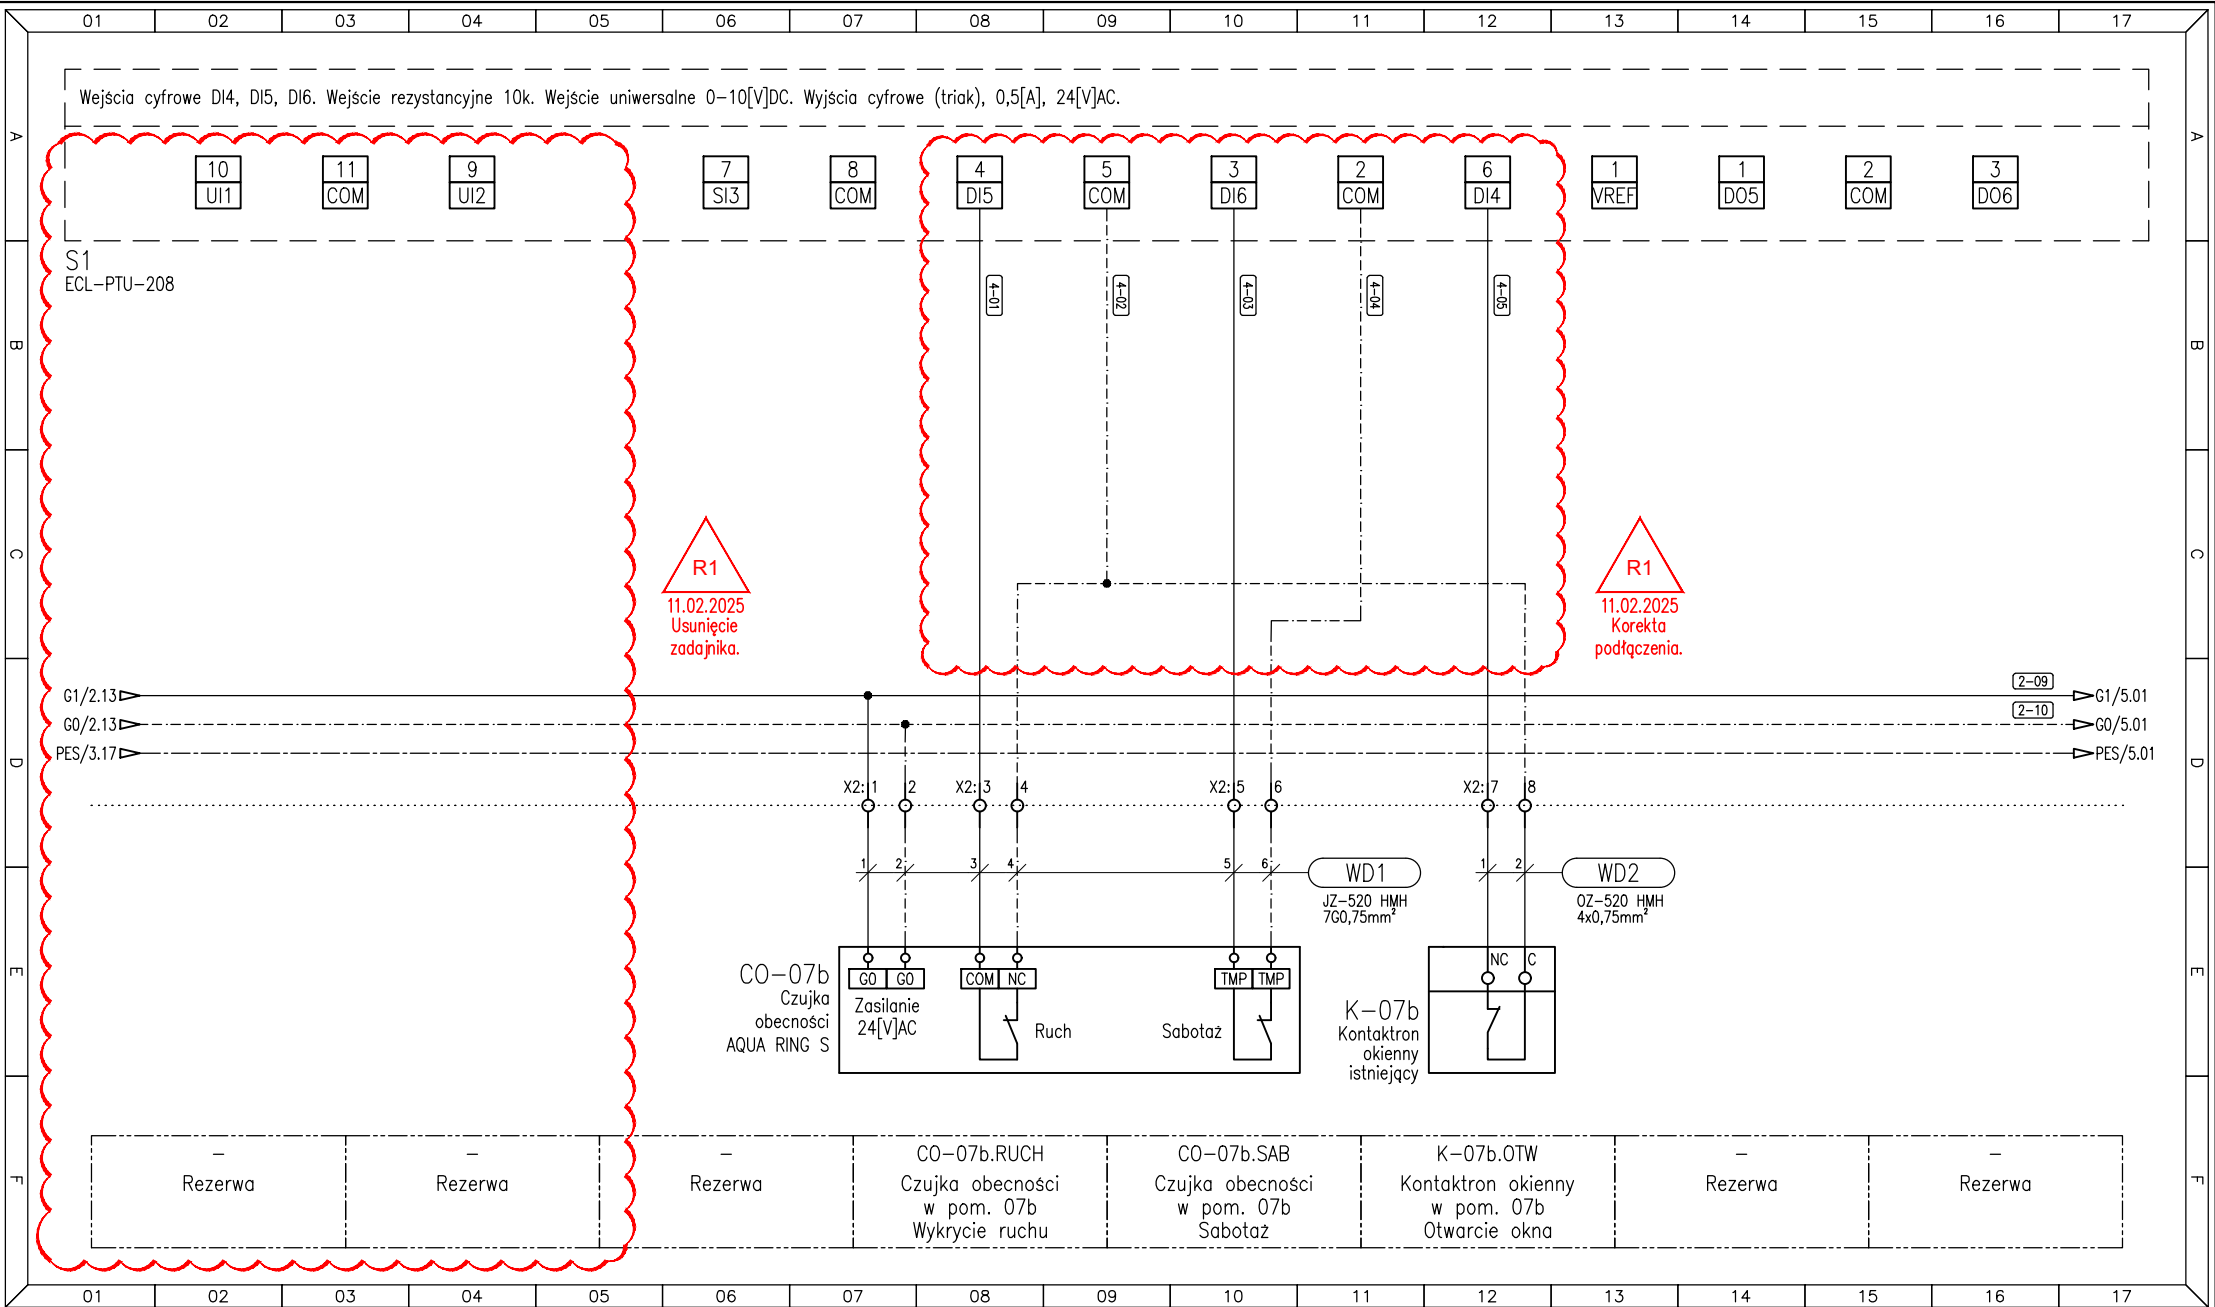 01 02 03 04 05 06 07 08 09 10 11 12 13 14 15 16 17
Wejścia cyfrowe DI4, DI5, DI6. Wejście rezystancyjne 10k. Wejście uniwersalne 0-10[V]DC. Wyjścia cyfrowe (triak), 0,5[A], 24[V]AC.
A A
10 11 9 7 8 4 5 3 2 6 1 1 2 3
UI1 COM UI2 SI3 COM DI5 COM DI6 COM DI4 VREF DO5 COM DO6
S1
ECL-PTU-208
4-01 4-02 4-03 4-04 4-05
B B
C C
R1
11.02.2025
Usunięcie
zadajnika.
R1
11.02.2025
Korekta
podłączenia.
G1/2.13 2-09 G1/5.01
G0/2.13 2-10 G0/5.01
PES/3.17 PES/5.01
D D
X2: 1 2 X2: 3 4 X2: 5 6 X2: 7 8
1 2 3 4 5 6 WD1 1 2 WD2
JZ-520 HMH
7G0,75mm²
OZ-520 HMH
4x0,75mm²
E E
CO-07b
Czujka
obecności
AQUA RING S
G0 G0 COM NC TMP TMP
Zasilanie
24[V]AC
Ruch
Sabotaż
NC C
K-07b
Kontaktron
okienny
istniejący
F F
-
Rezerwa
-
Rezerwa
-
Rezerwa
CO-07b.RUCH
Czujka obecności
w pom. 07b
Wykrycie ruchu
CO-07b.SAB
Czujka obecności
w pom. 07b
Sabotaż
K-07b.OTW
Kontaktron okienny
w pom. 07b
Otwarcie okna
-
Rezerwa
-
Rezerwa
01 02 03 04 05 06 07 08 09 10 11 12 13 14 15 16 17